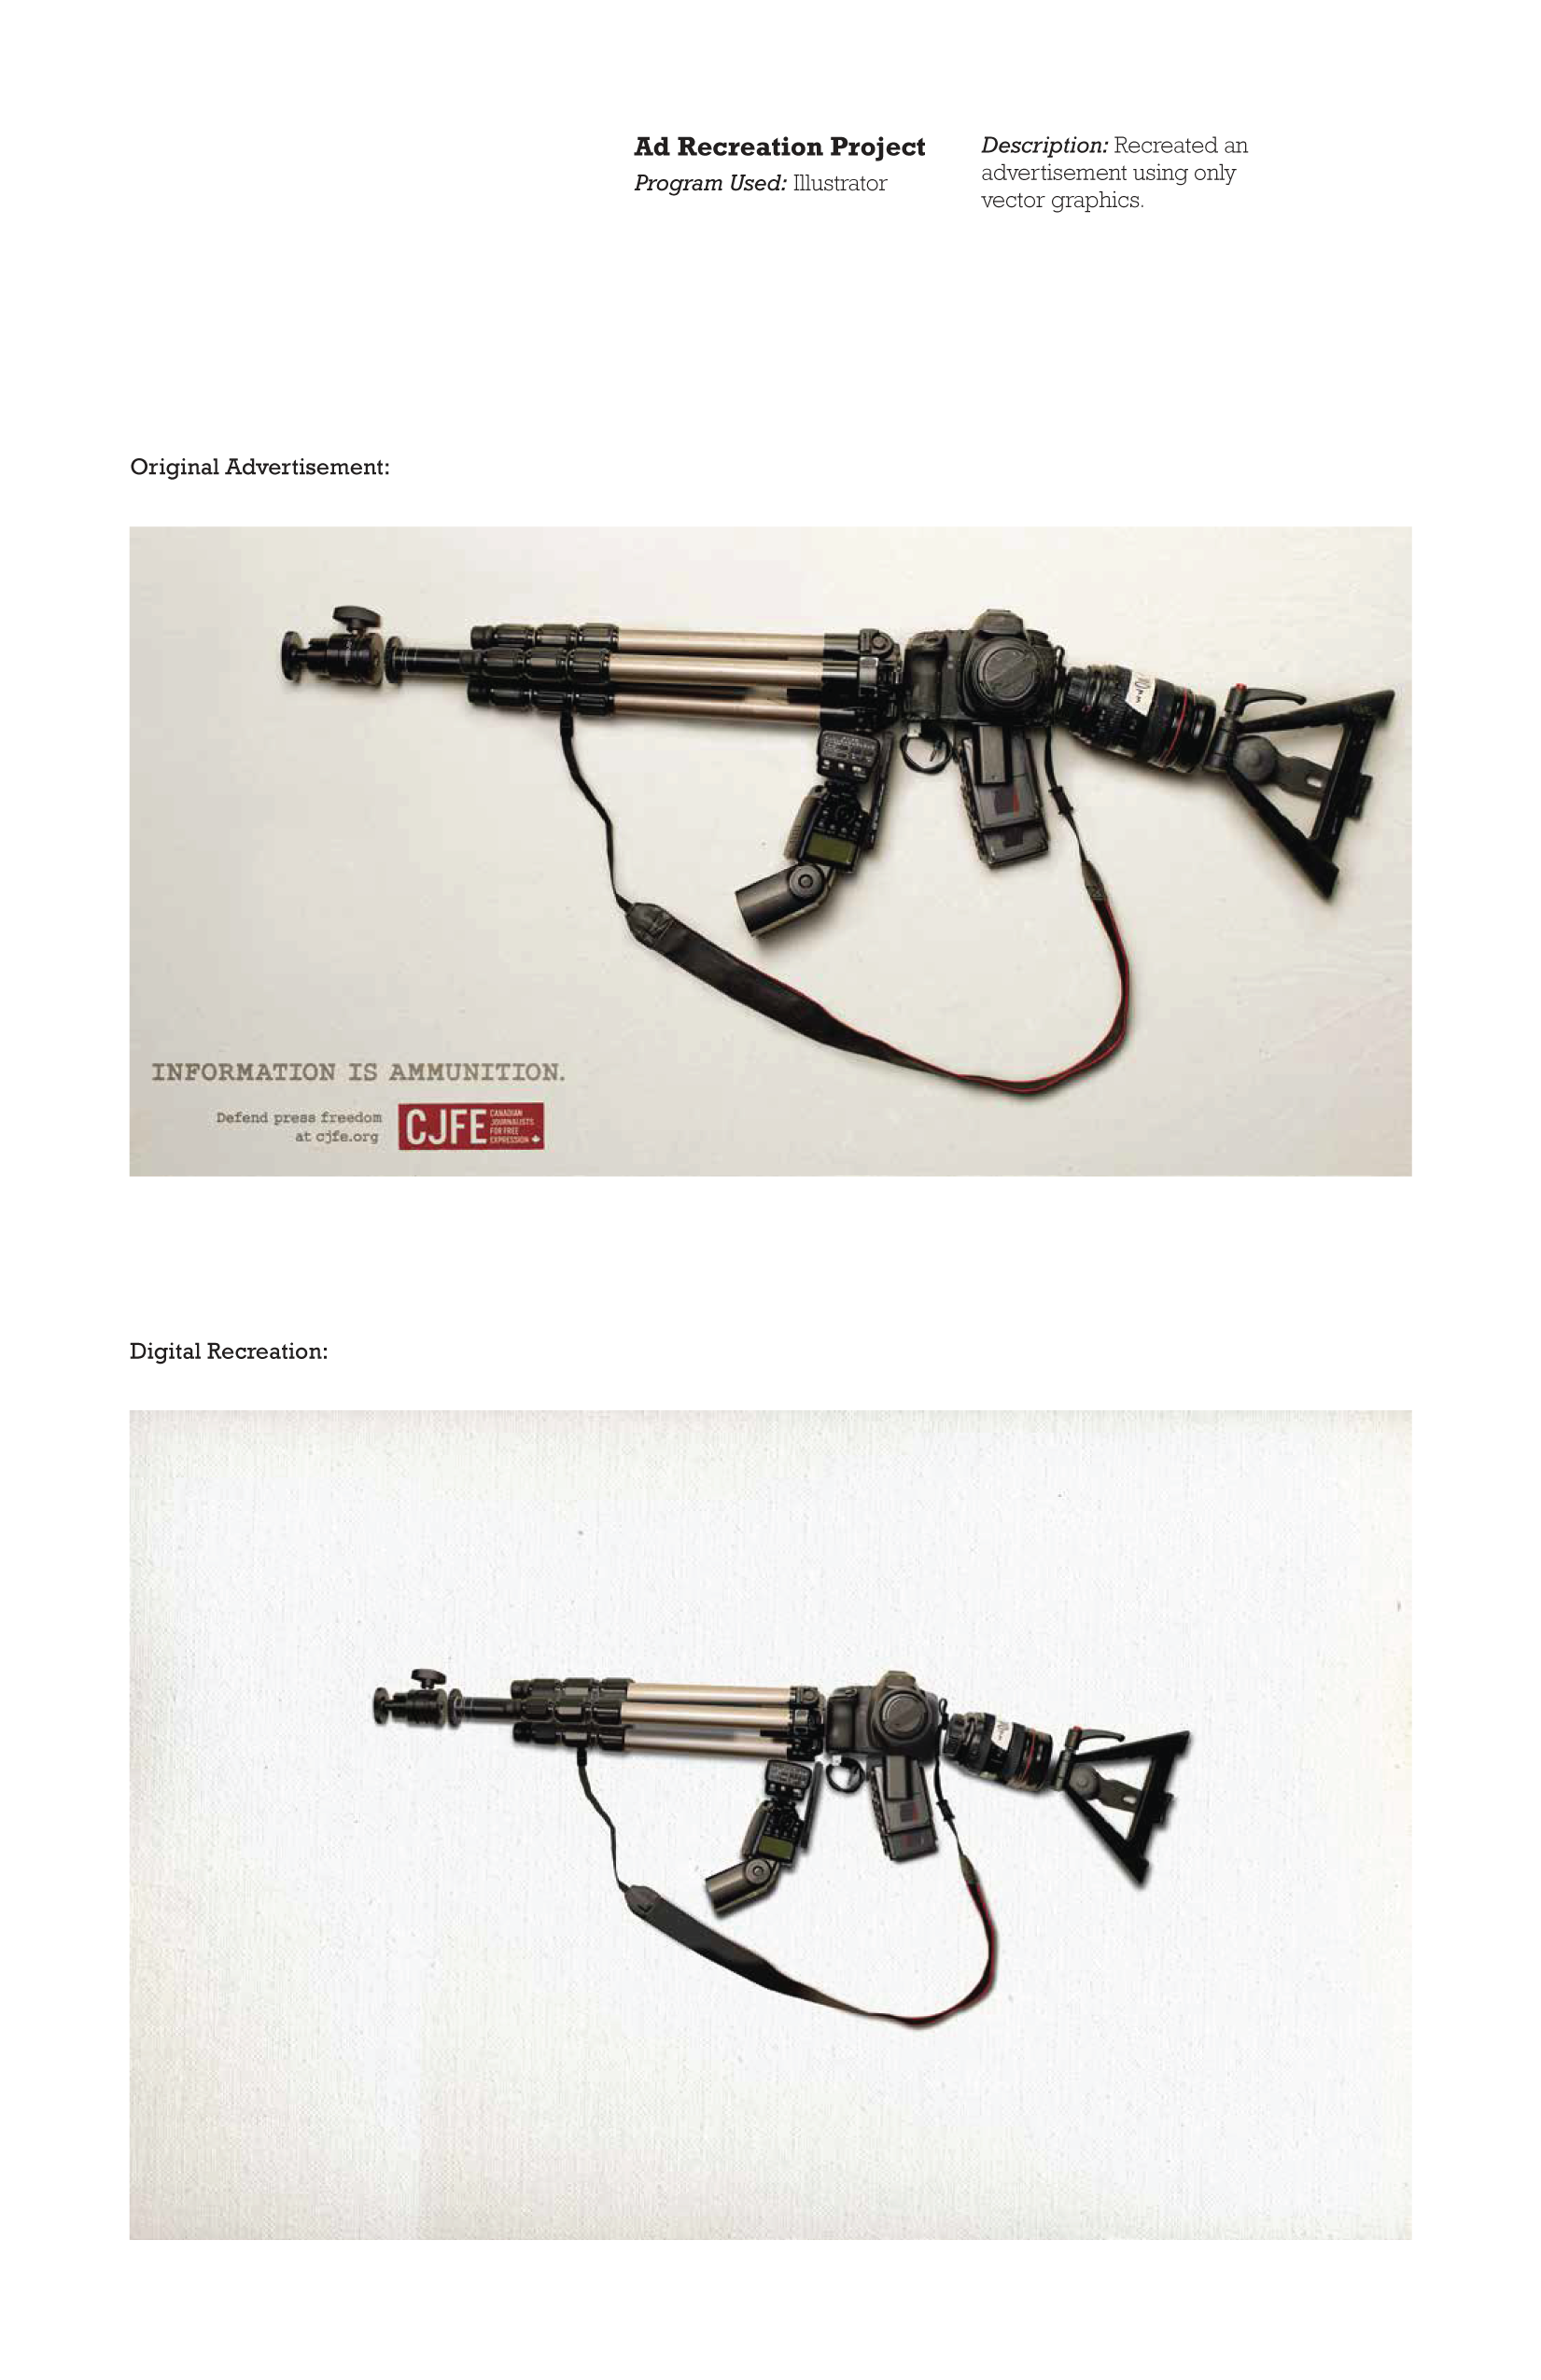 Ad Recreation Project
Program Used: Illustrator
Description: Recreated an
advertisement using only
vector graphics.
Original Advertisement:
INFORMATION IS AMMUNITION.
Defend press freedom
at cjfe.org
CJFE
CANADIAN
JOURNALISTS
FOR FREE
EXPRESSION
Digital Recreation: